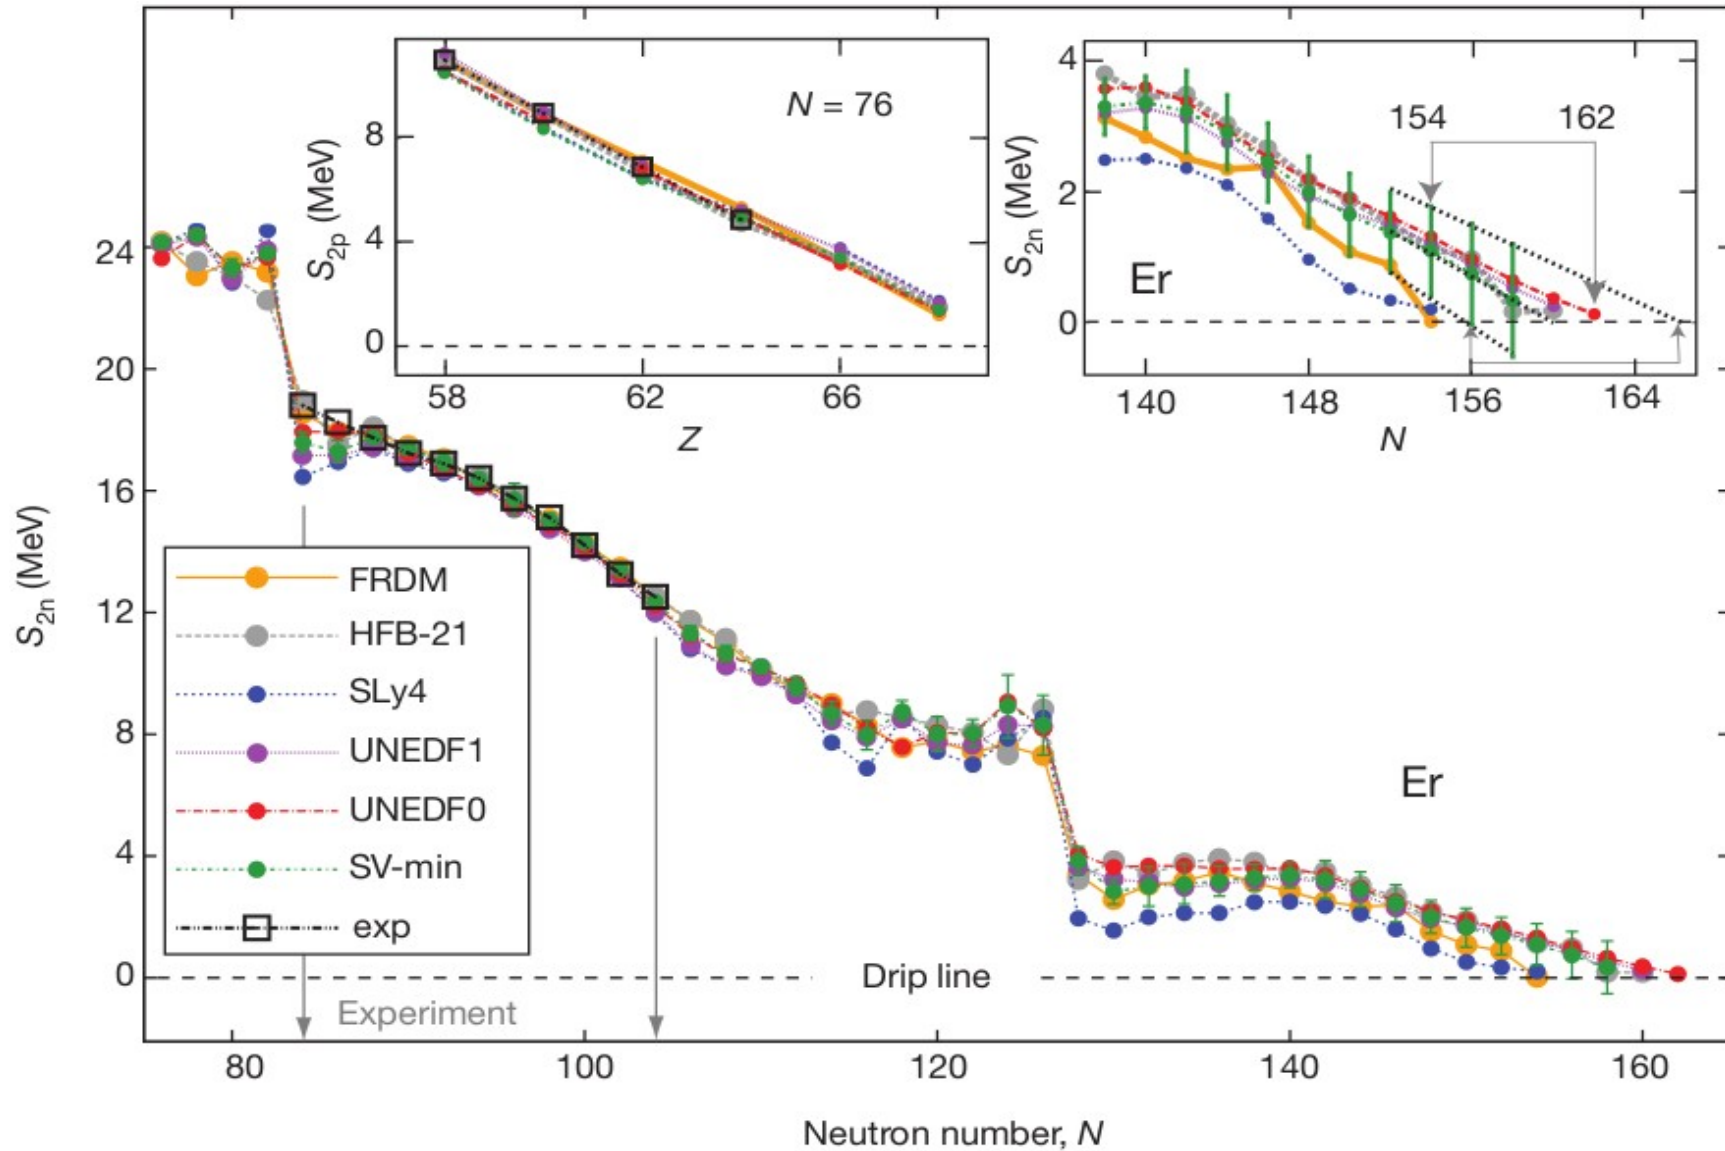 24
20
16
12
8
4
0
S2n (MeV)
80
100
120
140
160
Neutron number, N
FRDM
HFB-21
SLy4
UNEDF1
UNEDF0
SV-min
exp
Experiment
Drip line
Er
N = 76
8
4
0
S2p (MeV)
58
62
66
Z
4
2
0
S2n (MeV)
154
162
Er
140
148
156
164
N